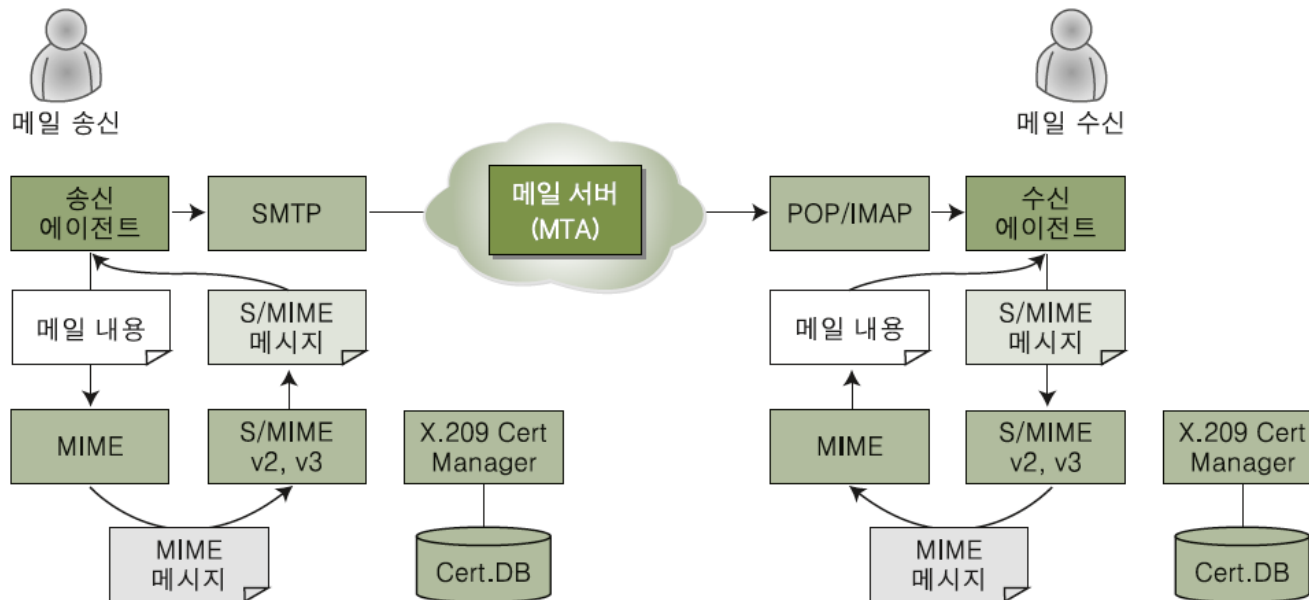 메일 송신
메일 수신
송신
에이전트
SMTP
메일 서버
(MTA)
POP/IMAP
수신
에이전트
메일 내용
S/MIME
메시지
메일 내용
S/MIME
메시지
MIME
S/MIME
v2, v3
X.209 Cert
Manager
MIME
S/MIME
v2, v3
X.209 Cert
Manager
MIME
메시지
Cert.DB
MIME
메시지
Cert.DB